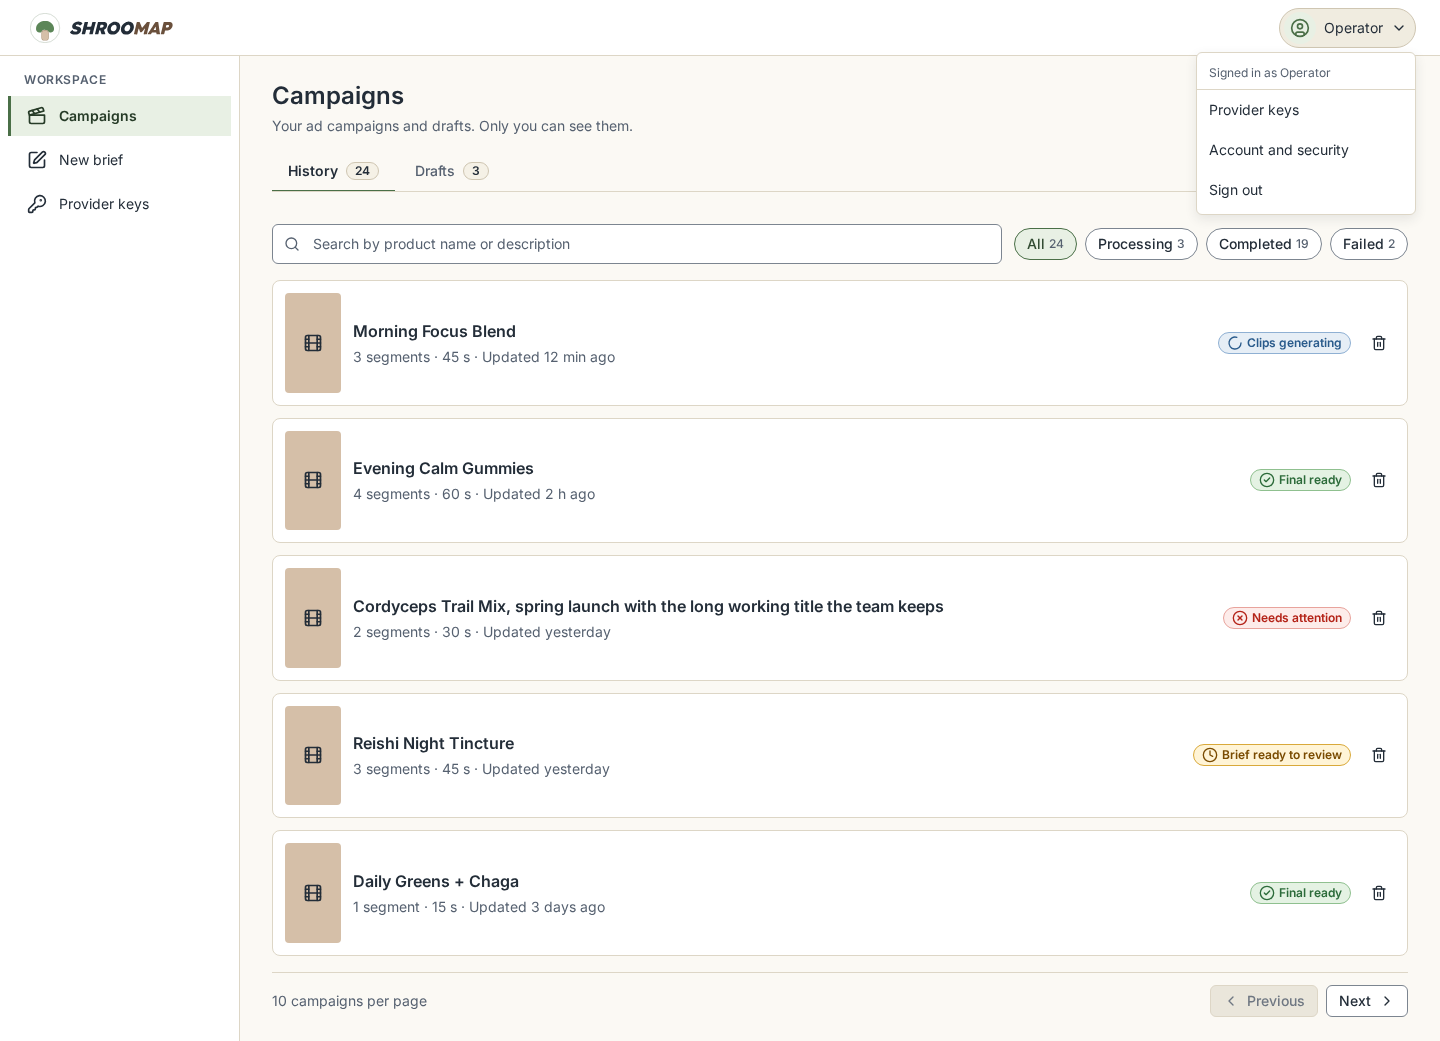 SHROOMAP
Operator
Signed in as Operator
Provider keys
Account and security
Sign out
WORKSPACE
Campaigns
New brief
Provider keys
Campaigns
Your ad campaigns and drafts. Only you can see them.
History 24 Drafts 3
Search by product name or description
All 24 Processing 3 Completed 19 Failed 2
Morning Focus Blend
3 segments · 45 s · Updated 12 min ago
Clips generating
Evening Calm Gummies
4 segments · 60 s · Updated 2 h ago
Final ready
Cordyceps Trail Mix, spring launch with the long working title the team keeps
2 segments · 30 s · Updated yesterday
Needs attention
Reishi Night Tincture
3 segments · 45 s · Updated yesterday
Brief ready to review
Daily Greens + Chaga
1 segment · 15 s · Updated 3 days ago
Final ready
10 campaigns per page
Previous Next